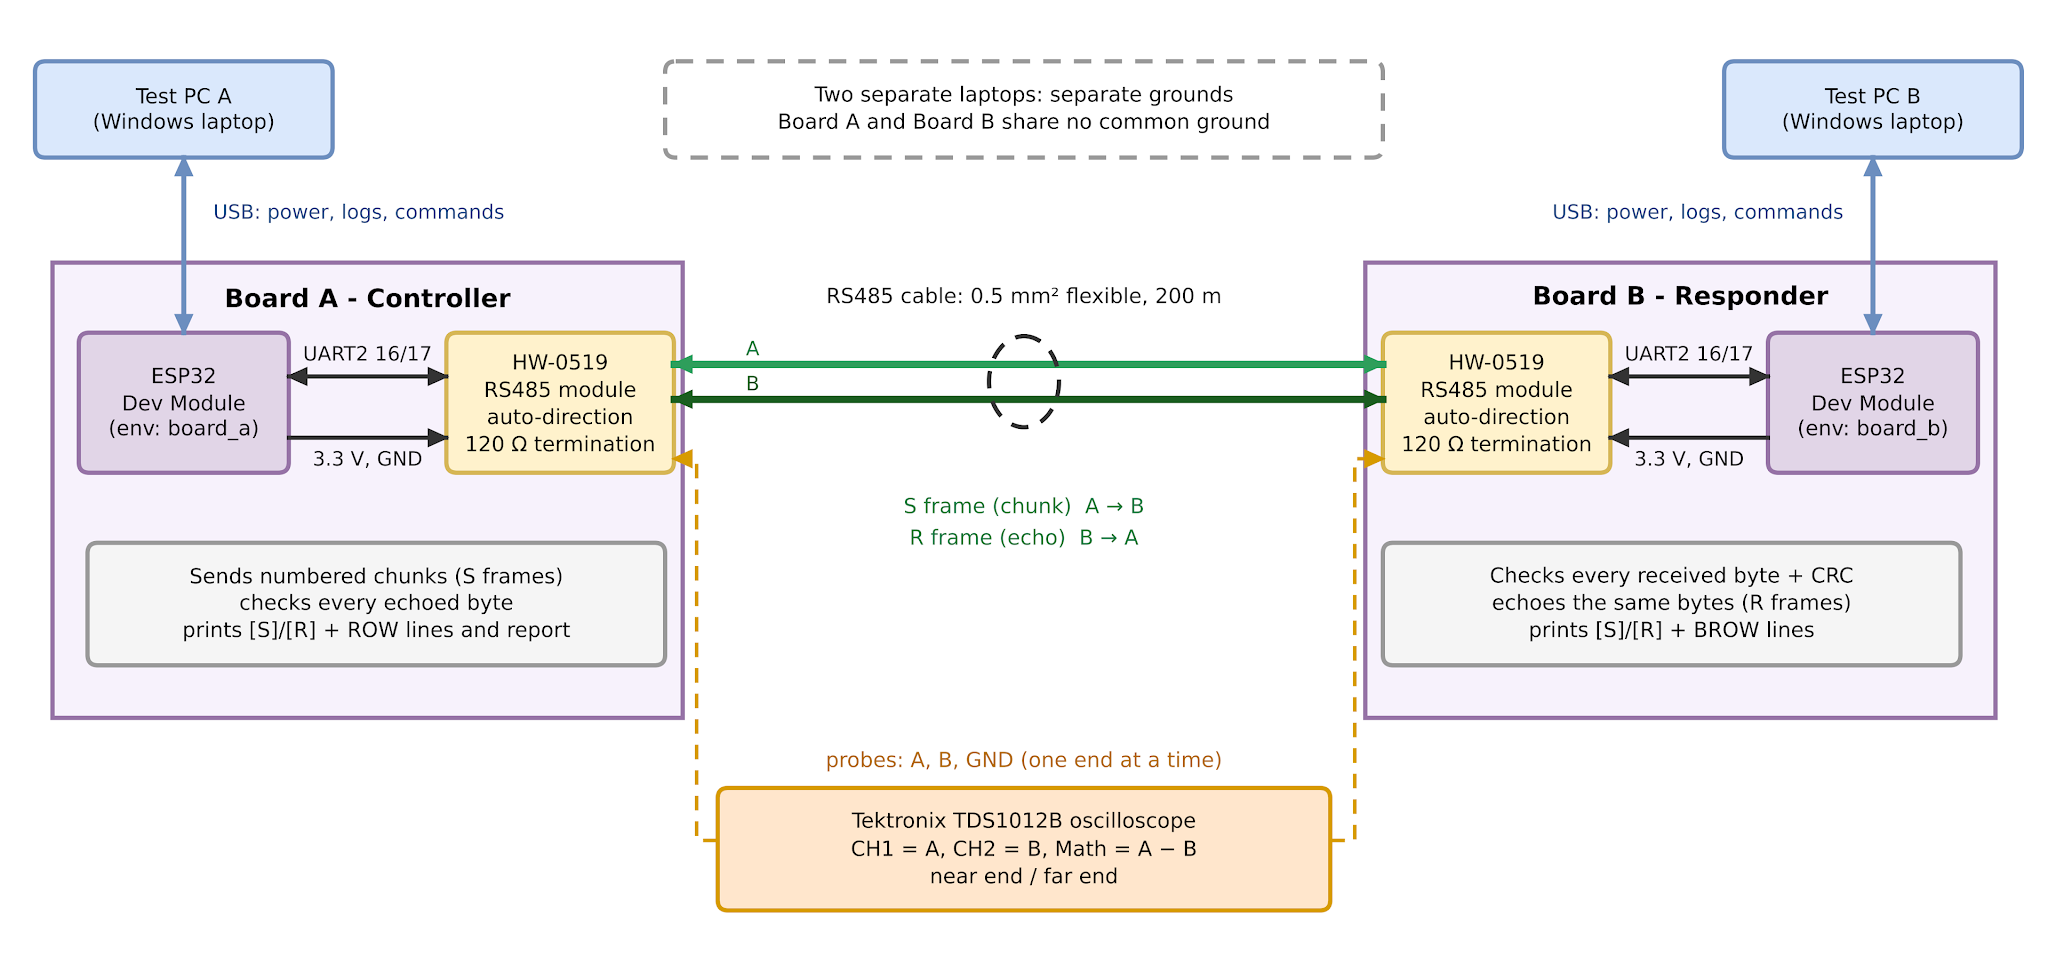 Test PC A
(Windows laptop)
Two separate laptops: separate grounds
Board A and Board B share no common ground
Test PC B
(Windows laptop)
USB: power, logs, commands
USB: power, logs, commands
Board A - Controller
RS485 cable: 0.5 mm² flexible, 200 m
Board B - Responder
ESP32
Dev Module
(env: board_a)
UART2 16/17
3.3 V, GND
HW-0519
RS485 module
auto-direction
120 Ω termination
A
B
HW-0519
RS485 module
auto-direction
120 Ω termination
UART2 16/17
3.3 V, GND
ESP32
Dev Module
(env: board_b)
S frame (chunk)  A → B
R frame (echo)  B → A
Sends numbered chunks (S frames)
checks every echoed byte
prints [S]/[R] + ROW lines and report
Checks every received byte + CRC
echoes the same bytes (R frames)
prints [S]/[R] + BROW lines
probes: A, B, GND (one end at a time)
Tektronix TDS1012B oscilloscope
CH1 = A, CH2 = B, Math = A − B
near end / far end